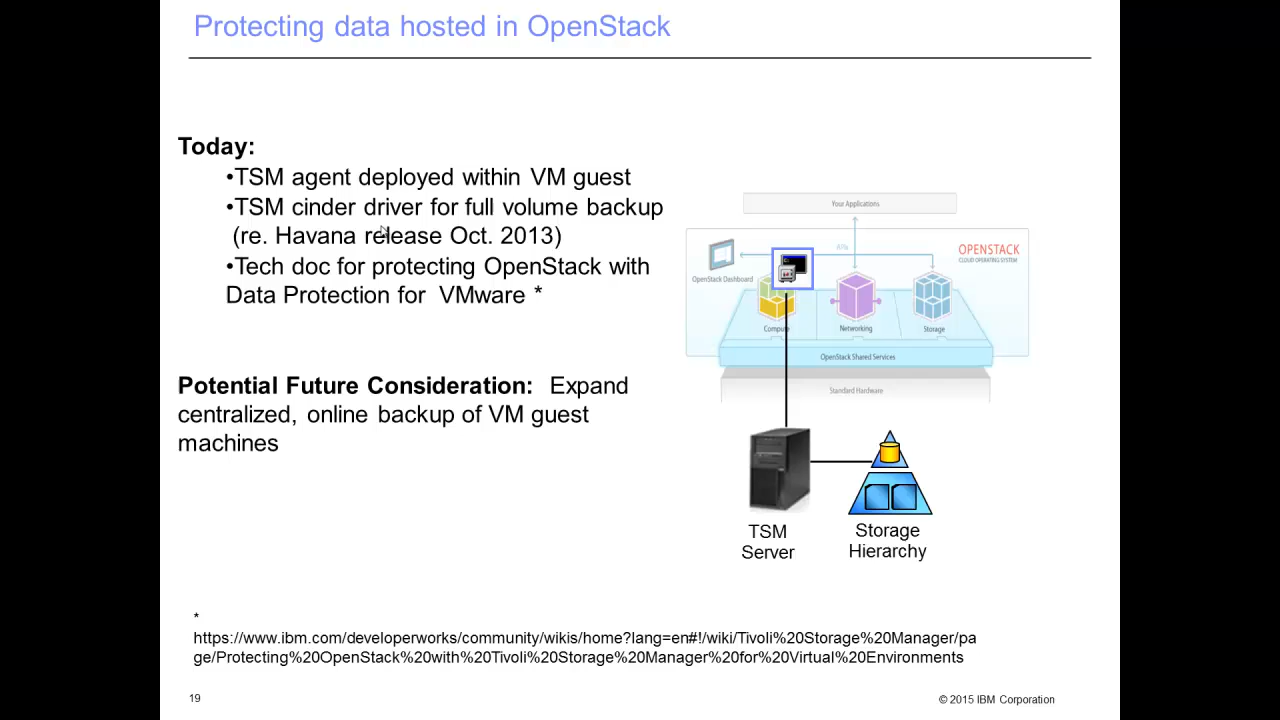 Protecting data hosted in OpenStack
Today:
•TSM agent deployed within VM guest
•TSM cinder driver for full volume backup
(re. Havana release Oct. 2013)
•Tech doc for protecting OpenStack with
Data Protection for VMware *
Potential Future Consideration: Expand
centralized, online backup of VM guest
machines
Your Applications
APIs
OPENSTACK
CLOUD OPERATING SYSTEM
OpenStack Dashboard
Compute
Networking
Storage
OpenStack Shared Services
Standard Hardware
TSM
Server
Storage
Hierarchy
*
https://www.ibm.com/developerworks/community/wikis/home?lang=en#!/wiki/Tivoli%20Storage%20Manager/pa
ge/Protecting%20OpenStack%20with%20Tivoli%20Storage%20Manager%20for%20Virtual%20Environments
19
© 2015 IBM Corporation